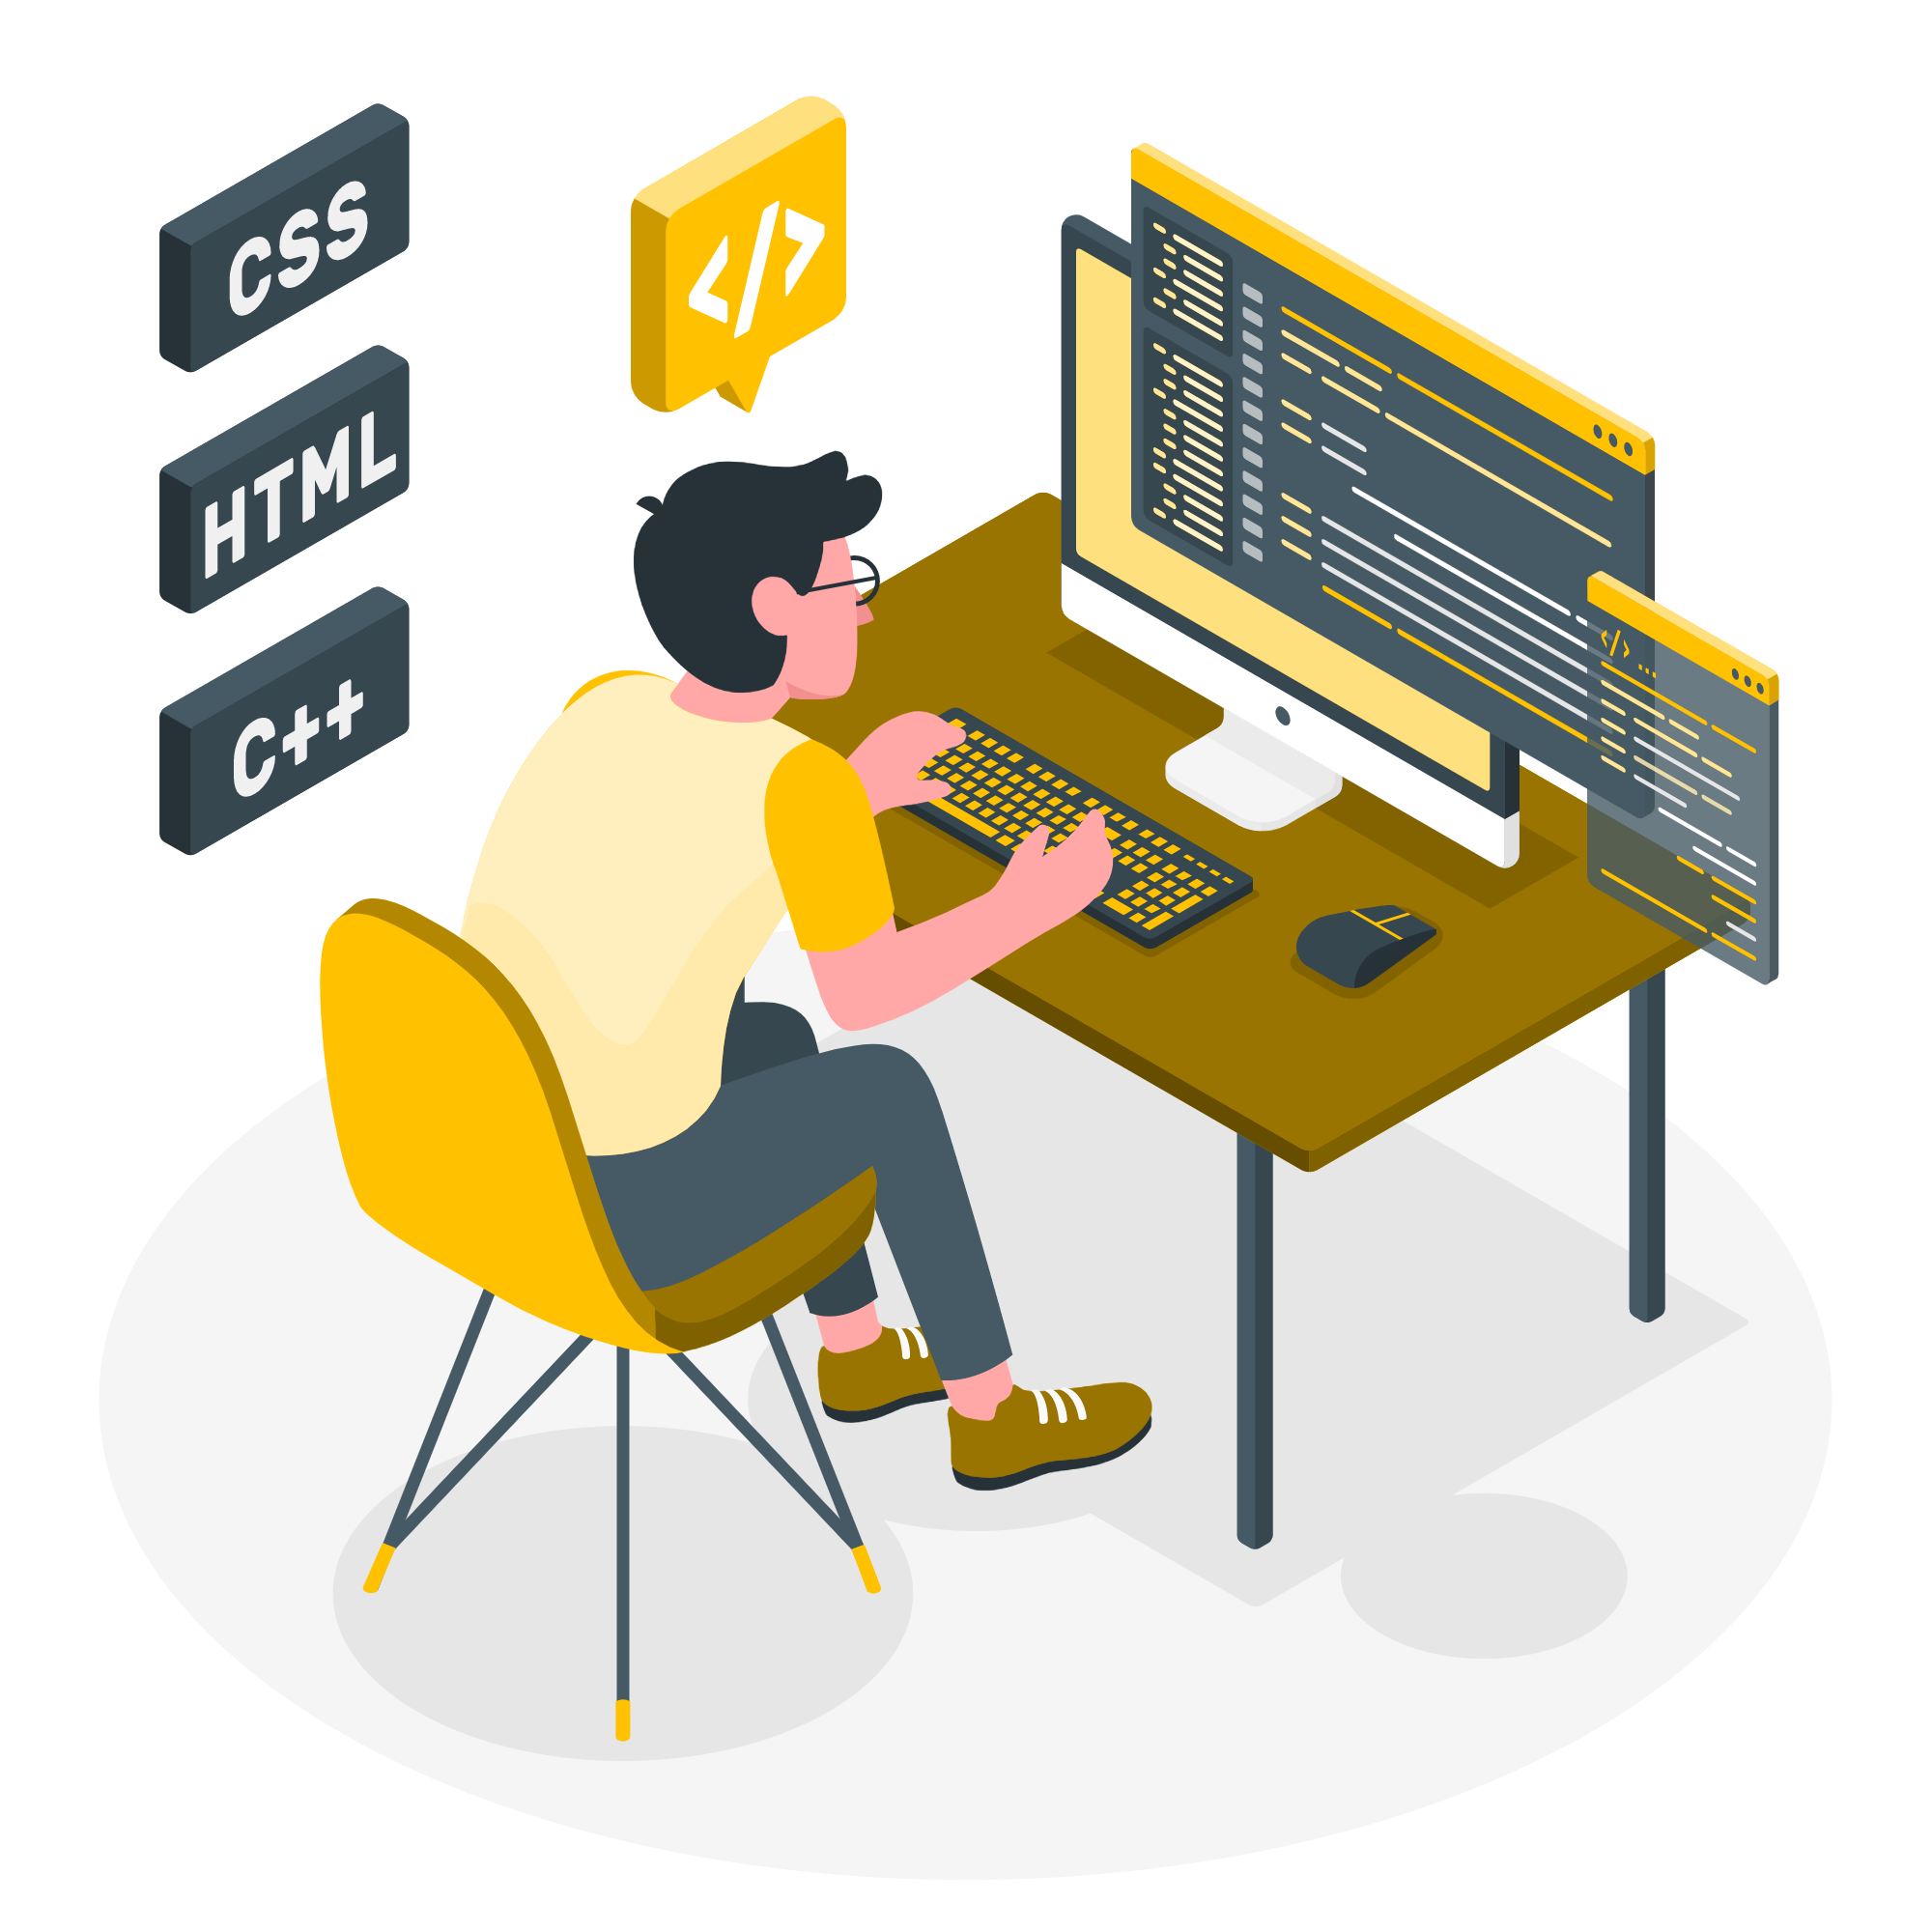 CSS
</>
HTML
C++
</> ...